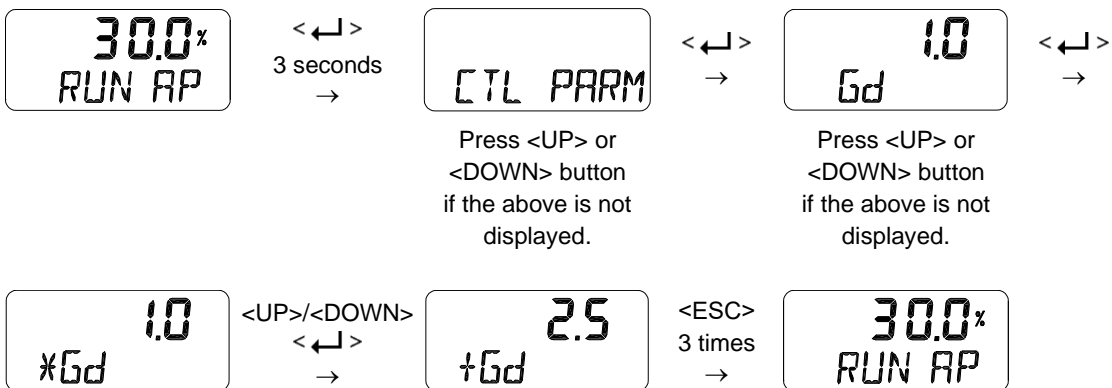 30.0%
RUN AP
<↵>
3 seconds
→
CTL PARM
Press <UP> or
<DOWN> button
if the above is not
displayed.
<↵>
→
1.0
Gd
Press <UP> or
<DOWN> button
if the above is not
displayed.
<↵>
→
1.0
*Gd
<UP>/<DOWN>
<↵>
→
2.5
+Gd
<ESC>
3 times
→
30.0%
RUN AP